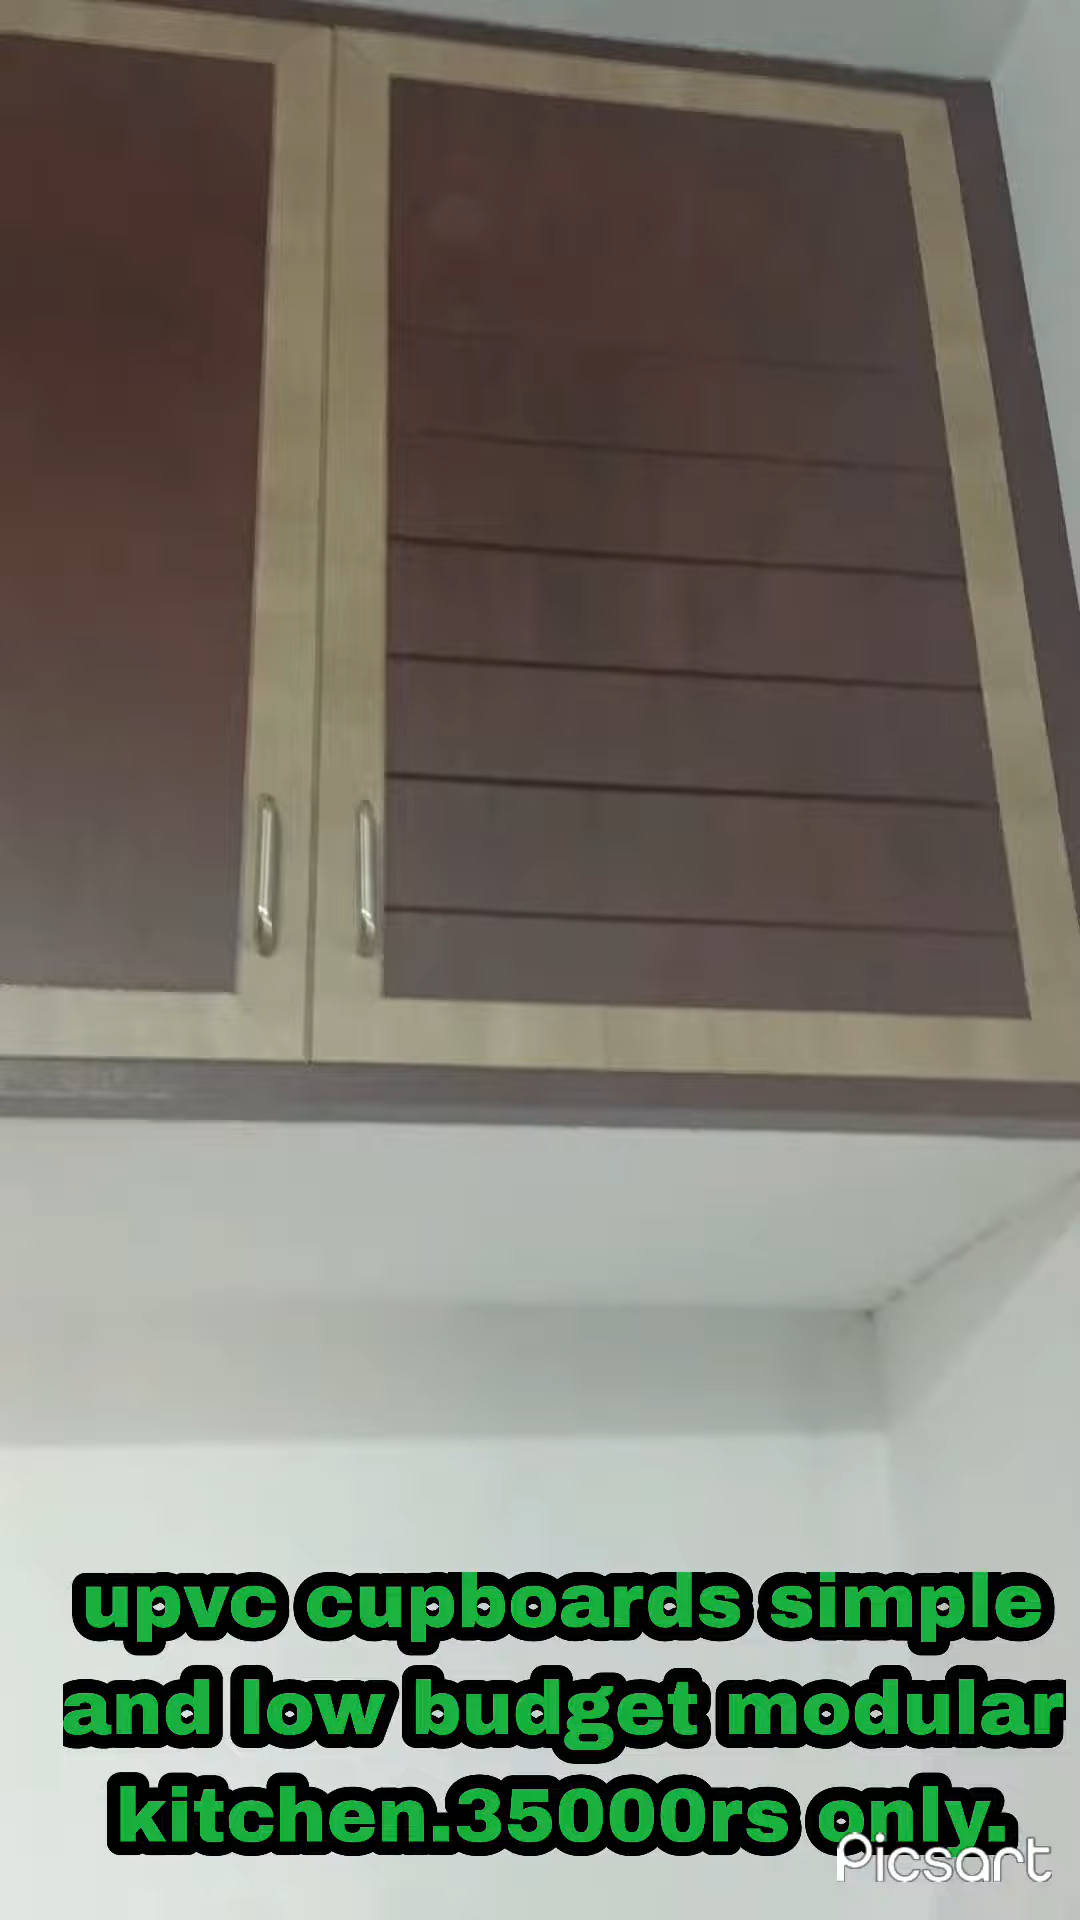 upvc cupboards simple
and low budget modular
kitchen.35000rs only.
Picsart